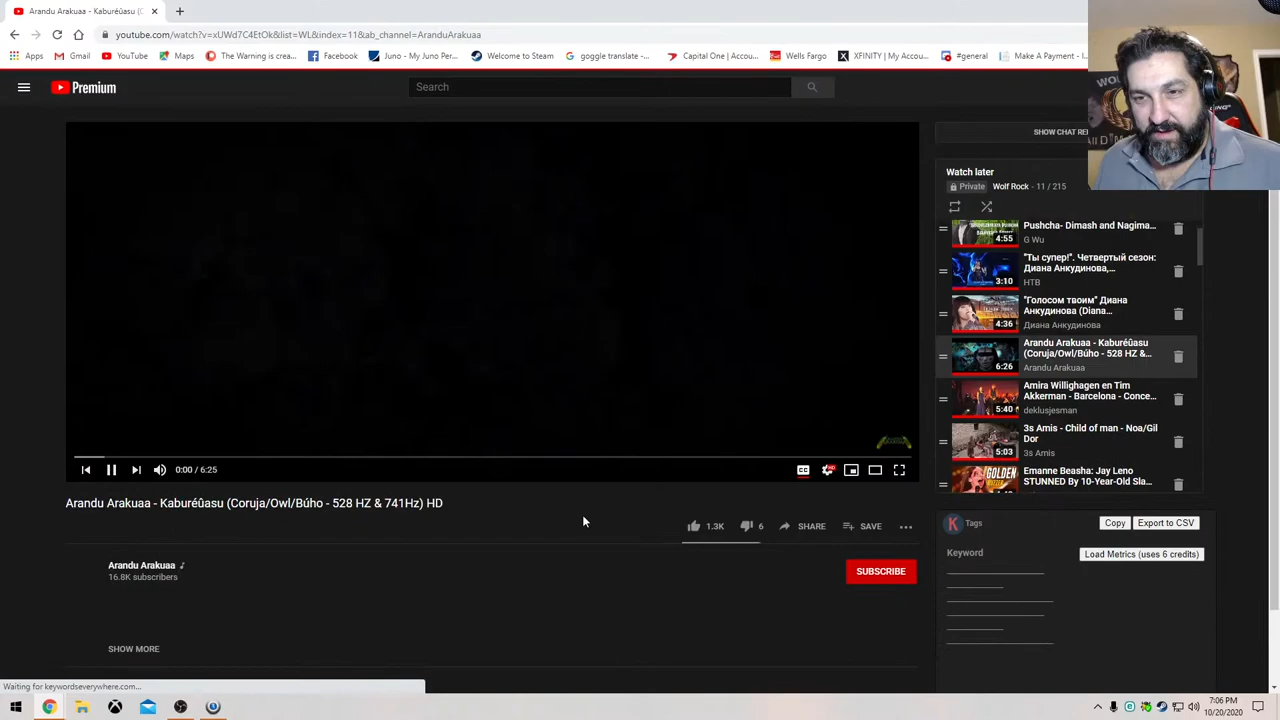 Arandu Arakuaa - Kaburéûasu (C
youtube.com/watch?v=xUWd7C4EtOk&list=WL&index=11&ab_channel=AranduArakuaa
Apps
Gmail
YouTube
Maps
The Warning is crea...
Facebook
Juno - My Juno Per...
Welcome to Steam
goggle translate -...
Capital One | Accou...
Wells Fargo
XFINITY | My Accou...
#general
Make A Payment - I...
Premium
Search
SHOW CHAT RE
Watch later
Private Wolf Rock - 11 / 215
Pushcha- Dimash and Nagima...
G Wu
4:55
"Ты супер!". Четвертый сезон:
Диана Анкудинова,...
НТВ
3:10
"Голосом твоим" Диана
Анкудинова (Diana...
Диана Анкудинова
4:36
Arandu Arakuaa - Kaburéûasu
(Coruja/Owl/Búho - 528 HZ &...
Arandu Arakuaa
6:26
Amira Willighagen en Tim
Akkerman - Barcelona - Conce...
deklusjesman
5:40
3s Amis - Child of man - Noa/Gil
Dor
3s Amis
5:03
Emanne Beasha: Jay Leno
STUNNED By 10-Year-Old Sla...
GOLDEN
0:00 / 6:25
CC
HD
Arandu Arakuaa - Kaburéûasu (Coruja/Owl/Búho - 528 HZ & 741Hz) HD
1.3K
6
SHARE
SAVE
Arandu Arakuaa
16.8K subscribers
SUBSCRIBE
SHOW MORE
K Tags
Copy
Export to CSV
Keyword
Load Metrics (uses 6 credits)
Waiting for keywordseverywhere.com...
7:06 PM
10/20/2020